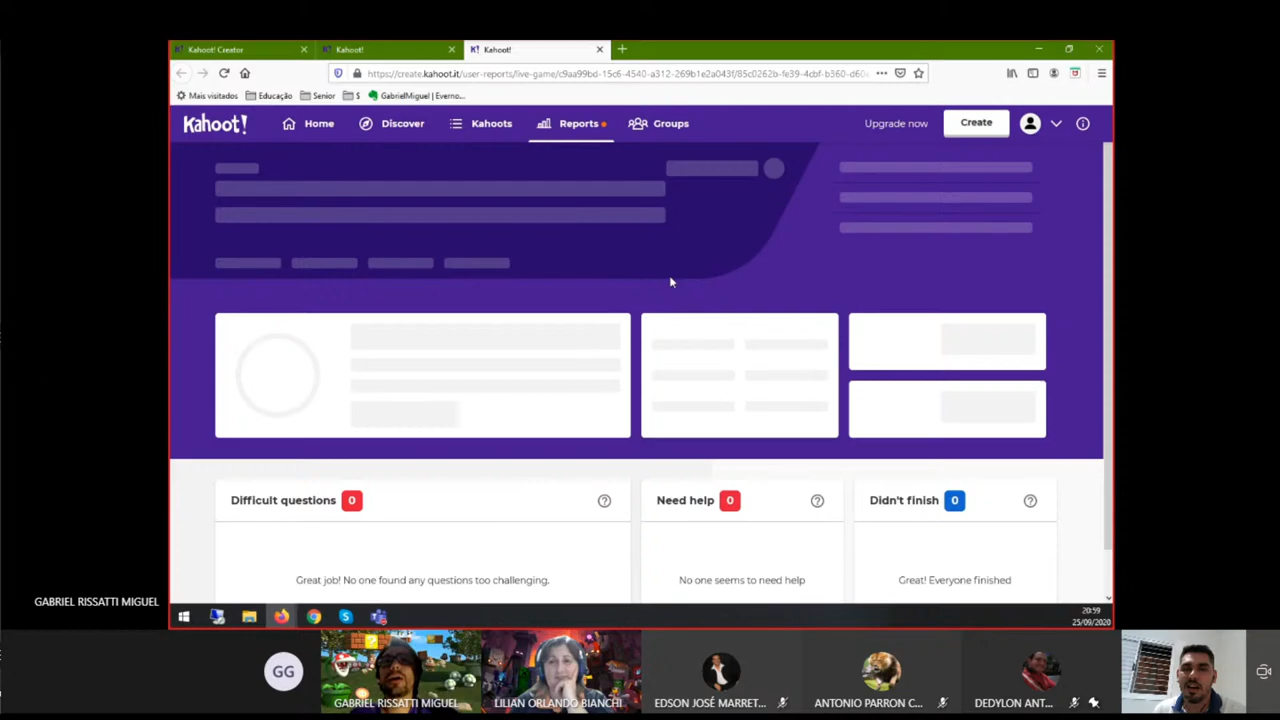 Kahoot! Creator
Kahoot!
Kahoot!
https://create.kahoot.it/user-reports/live-game/c9aa99bd-15c6-4540-a312-269b1e2a043f/85c0262b-fe39-4cbf-b360-d60c
Mais visitados
Educação
Senior
$
GabrielMiguel | Everno...
Kahoot!
Home
Discover
Kahoots
Reports
Groups
Upgrade now
Create
Difficult questions 0
Need help 0
Didn't finish 0
Great job! No one found any questions too challenging.
No one seems to need help
Great! Everyone finished
GABRIEL RISSATTI MIGUEL
20:59
25/09/2020
GG
GABRIEL RISSATTI MIGUEL
LILIAN ORLANDO BIANCHI
EDSON JOSÉ MARRET...
ANTONIO PARRON C...
DEDYLON ANT...